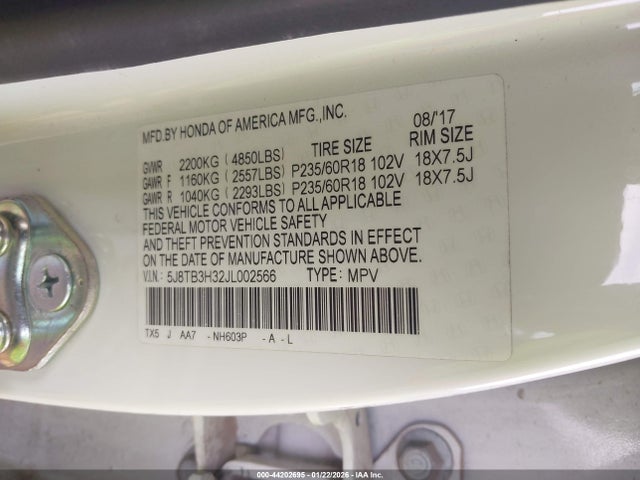 MFD.BY HONDA OF AMERICA MFG.,INC. 08/'17
TIRE SIZE RIM SIZE
GVWR 2200KG ( 4850LBS)
GAWR F 1160KG ( 2557LBS) P235/60R18 102V 18X7.5J
GAWR R 1040KG ( 2293LBS) P235/60R18 102V 18X7.5J
THIS VEHICLE CONFORMS TO ALL APPLICABLE
FEDERAL MOTOR VEHICLE SAFETY
AND THEFT PREVENTION STANDARDS IN EFFECT
ON THE DATE OF MANUFACTURE SHOWN ABOVE.
V.I.N.: 5J8TB3H32JL002566 TYPE: MPV
TX5 J AA7 - NH603P - A - L
000-44202695 - 01/22/2026 - Copart